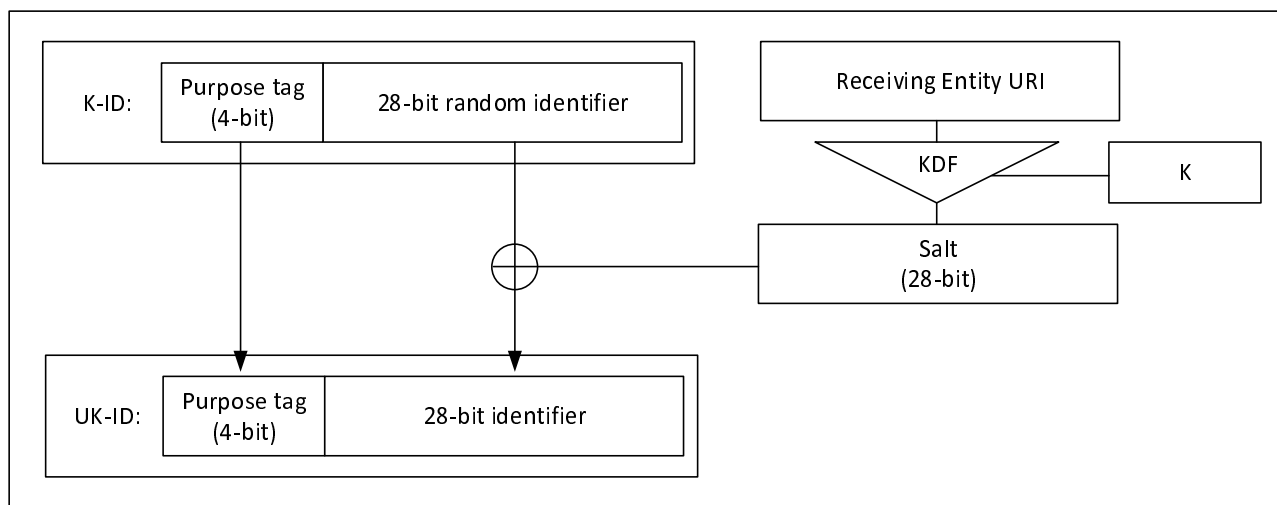 K-ID:
Purpose tag
(4-bit)
28-bit random identifier
Receiving Entity URI
KDF
K
Salt
(28-bit)
UK-ID:
Purpose tag
(4-bit)
28-bit identifier